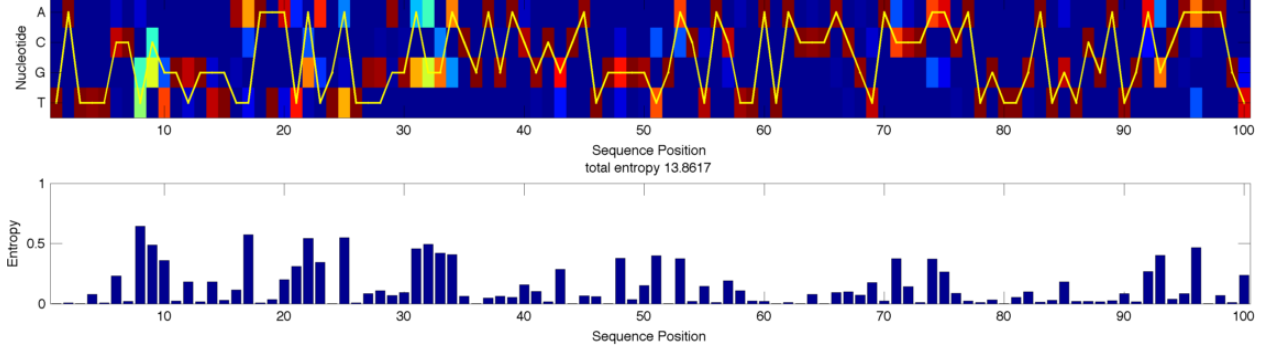 Nucleotide
A
C
G
T
10 20 30 40 50 60 70 80 90 100
Sequence Position
total entropy 13.8617
Entropy
1
0.5
0
10 20 30 40 50 60 70 80 90 100
Sequence Position